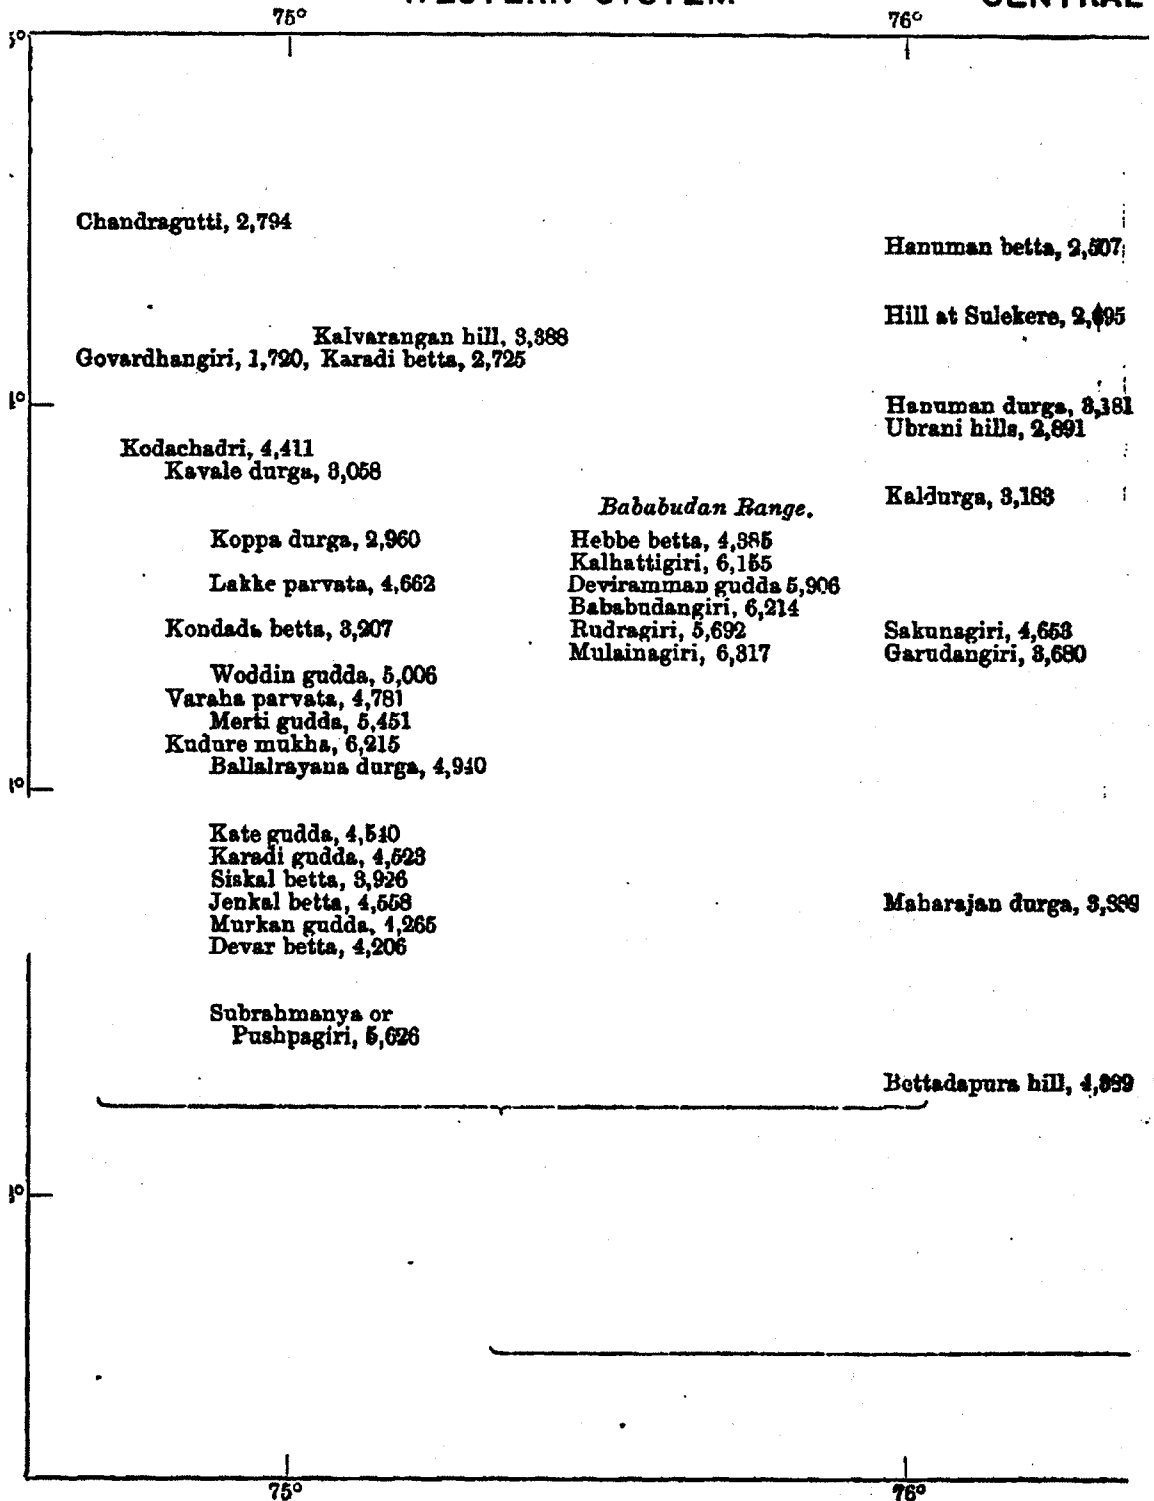 75° 76°
Chandragutti, 2,794
Hanuman betta, 2,507
Hill at Sulekere,
Kalvarangan hill, 3,388
Govardhangiri, 1,720, Karadi betta, 2,725
Hanuman durga, 3,181
Ubrani hills, 2,891
Kodachadri, 4,411
Kavale durga, 3,058
Kaldurga, 3,183
Bababudan Range.
Koppa durga, 2,960
Hebbe betta, 4,385
Kalhattigiri, 6,155
Lakke parvata, 4,662
Deviramman gudda 5,906
Bababudangiri, 6,214
Kondada betta, 3,207
Rudragiri, 5,692
Sakunagiri, 4,653
Mulainagiri, 6,317
Garudangiri, 3,680
Woddin gudda, 5,006
Varaha parvata, 4,781
Merti gudda, 5,451
Kudure mukha, 6,215
Ballalrayana durga, 4,940
Kate gudda, 4,540
Karadi gudda, 4,523
Siskal betta, 3,926
Jenkal betta, 4,558
Maharajan durga,
Murkan gudda, 4,265
Devar betta, 4,206
Subrahmanya or
Pushpagiri, 5,626
Bettadapura hill,
75° 76°